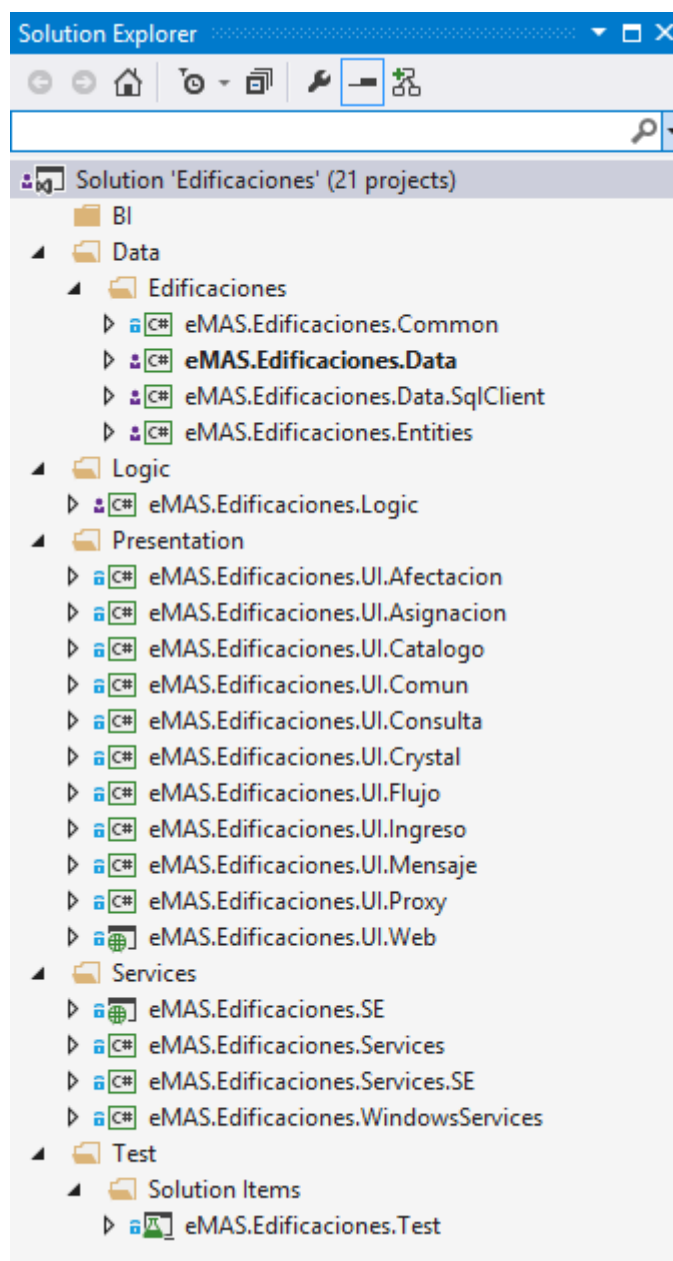 Solution Explorer
Solution 'Edificaciones' (21 projects)
BI
Data
Edificaciones
C# eMAS.Edificaciones.Common
C# eMAS.Edificaciones.Data
C# eMAS.Edificaciones.Data.SqlClient
C# eMAS.Edificaciones.Entities
Logic
C# eMAS.Edificaciones.Logic
Presentation
C# eMAS.Edificaciones.UI.Afectacion
C# eMAS.Edificaciones.UI.Asignacion
C# eMAS.Edificaciones.UI.Catalogo
C# eMAS.Edificaciones.UI.Comun
C# eMAS.Edificaciones.UI.Consulta
C# eMAS.Edificaciones.UI.Crystal
C# eMAS.Edificaciones.UI.Flujo
C# eMAS.Edificaciones.UI.Ingreso
C# eMAS.Edificaciones.UI.Mensaje
C# eMAS.Edificaciones.UI.Proxy
eMAS.Edificaciones.UI.Web
Services
eMAS.Edificaciones.SE
C# eMAS.Edificaciones.Services
C# eMAS.Edificaciones.Services.SE
C# eMAS.Edificaciones.WindowsServices
Test
Solution Items
eMAS.Edificaciones.Test